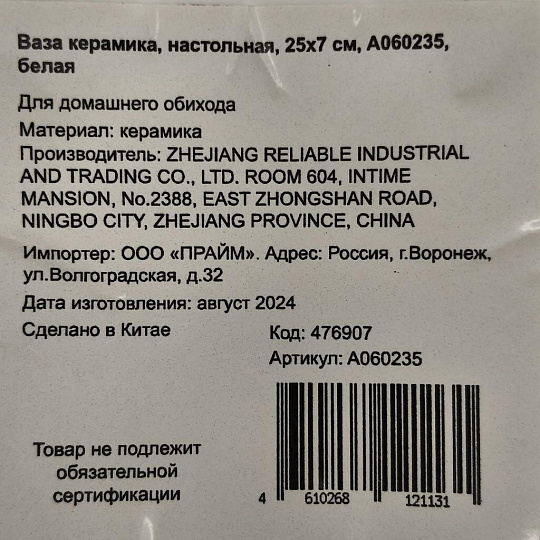 Ваза керамика, настольная, 25х7 см, А060235,
белая
Для домашнего обихода
Материал: керамика
Производитель: ZHEJIANG RELIABLE INDUSTRIAL
AND TRADING CO., LTD. ROOM 604, INTIME
MANSION, No.2388, EAST ZHONGSHAN ROAD,
NINGBO CITY, ZHEJIANG PROVINCE, CHINA
Импортер: ООО «ПРАЙМ». Адрес: Россия, г.Воронеж,
ул.Волгоградская, д.32
Дата изготовления: август 2024
Сделано в Китае
Код: 476907
Артикул: А060235
Товар не подлежит
обязательной
сертификации
4 610268 121131